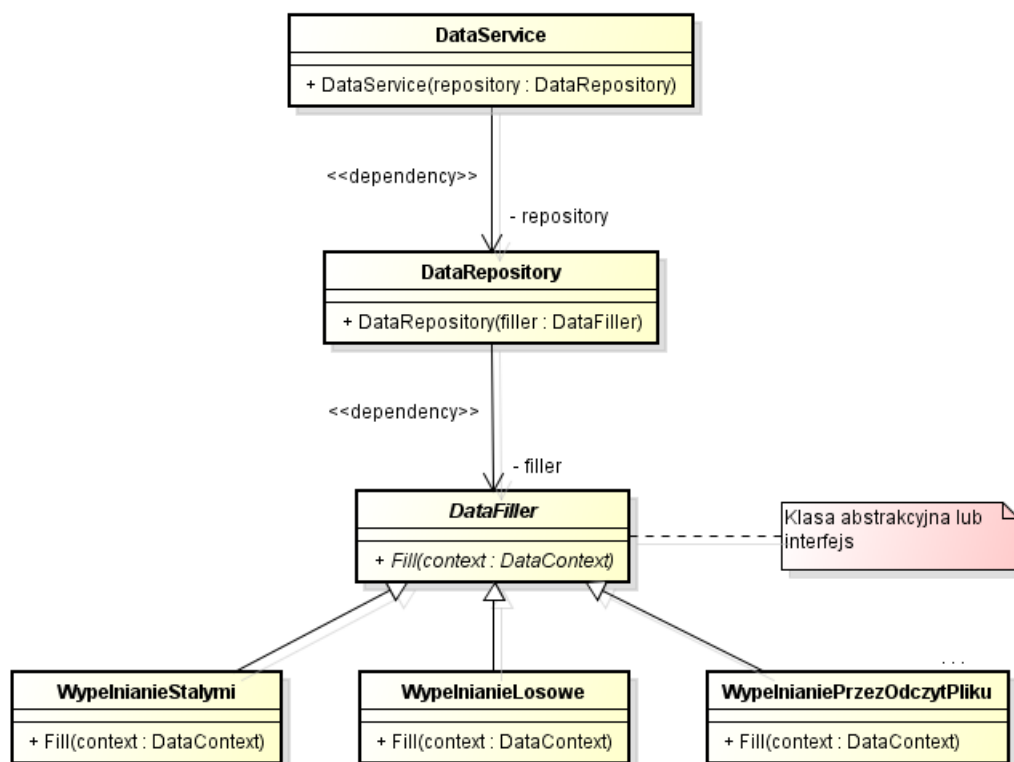 DataService
+ DataService(repository : DataRepository)
<<dependency>>
- repository
DataRepository
+ DataRepository(filler : DataFiller)
<<dependency>>
- filler
DataFiller
+ Fill(context : DataContext)
Klasa abstrakcyjna lub
interfejs
...
WypelnianieStalymi
+ Fill(context : DataContext)
WypelnianieLosowe
+ Fill(context : DataContext)
WypelnianiePrzezOdczytPliku
+ Fill(context : DataContext)